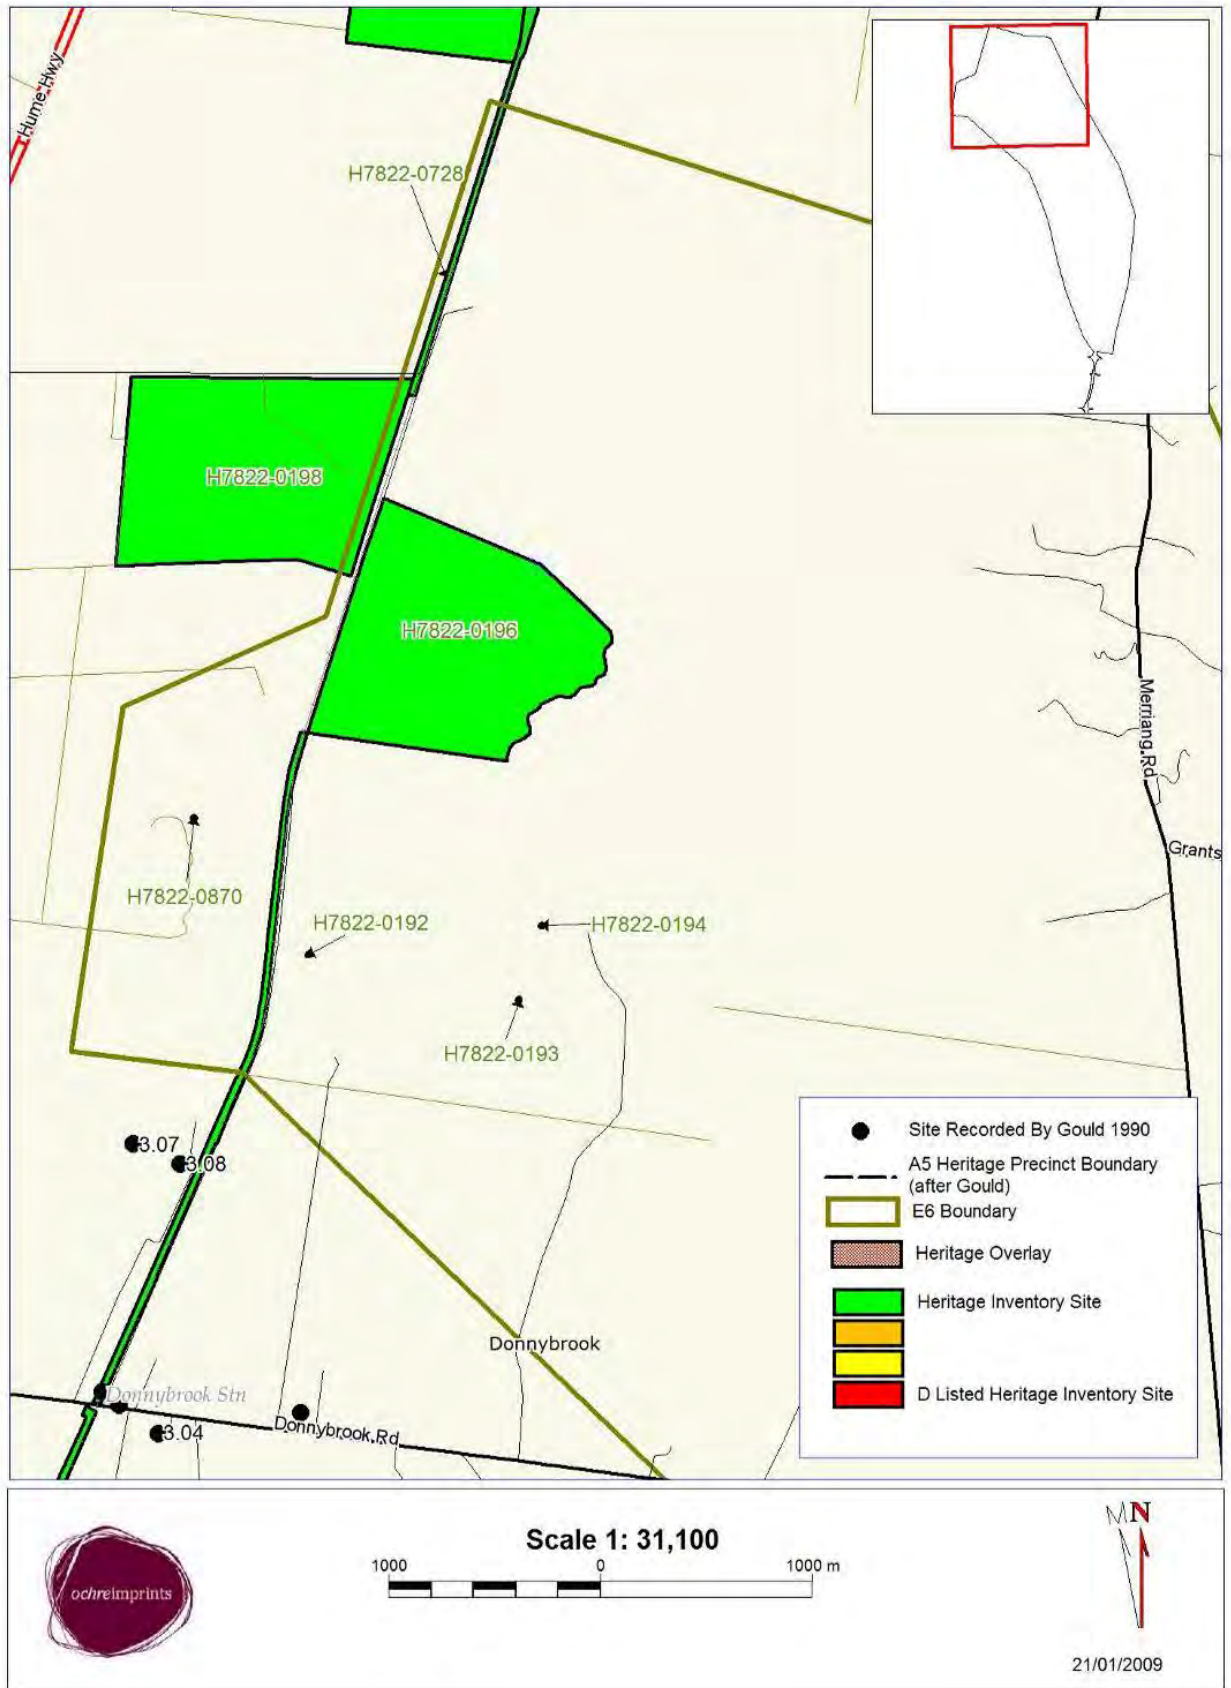 Hume Hwy
H7822-0728
H7822-0198
H7822-0196
Merriang Rd
Grants
H7822-0870
H7822-0192
H7822-0194
H7822-0193
3.07
3.08
Site Recorded By Gould 1990
A5 Heritage Precinct Boundary
(after Gould)
E6 Boundary
Heritage Overlay
Heritage Inventory Site
D Listed Heritage Inventory Site
Donnybrook
Donnybrook Stn
3.04
Donnybrook Rd
ochreimprints
Scale 1: 31,100
1000 0 1000 m
MN
21/01/2009